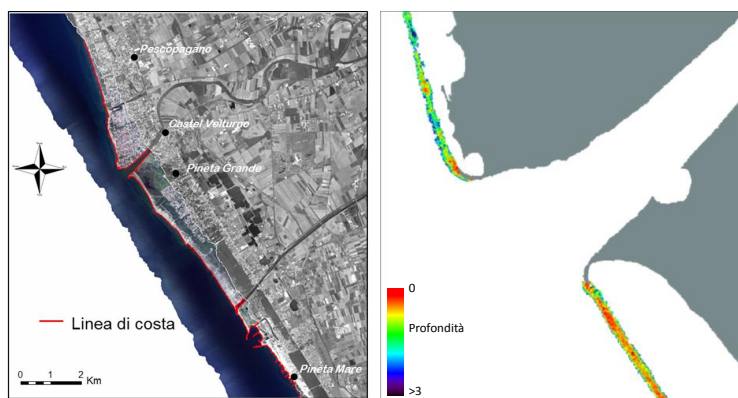 Pescopagano
Castel Volturno
Pineta Grande
Linea di costa
0 1 2 Km
Pineta Mare
0
Profondità
>3